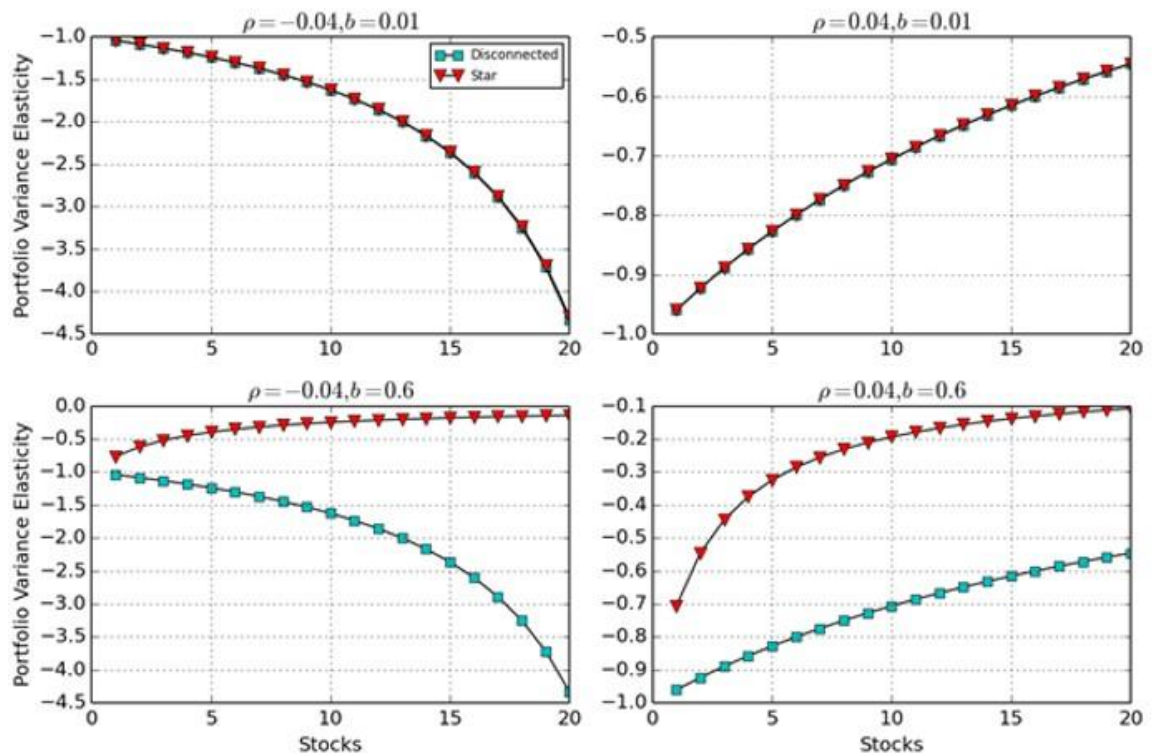 ρ=−0.04,b=0.01
−1.0
−1.5
−2.0
−2.5
−3.0
−3.5
−4.0
−4.5
0 5 10 15 20
Portfolio Variance Elasticity
Disconnected
Star
ρ=0.04,b=0.01
−0.5
−0.6
−0.7
−0.8
−0.9
−1.0
0 5 10 15 20
ρ=−0.04,b=0.6
0.0
−0.5
−1.0
−1.5
−2.0
−2.5
−3.0
−3.5
−4.0
−4.5
0 5 10 15 20
Portfolio Variance Elasticity
Stocks
ρ=0.04,b=0.6
−0.1
−0.2
−0.3
−0.4
−0.5
−0.6
−0.7
−0.8
−0.9
−1.0
0 5 10 15 20
Stocks